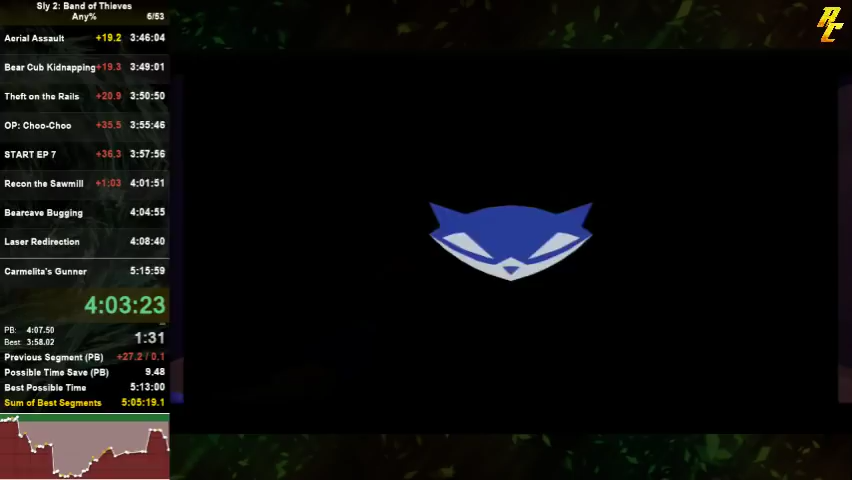 Sly 2: Band of Thieves
Any% 6/53
Aerial Assault +19.2 3:46:04
Bear Cub Kidnapping +19.3 3:49:01
Theft on the Rails +20.9 3:50:50
OP: Choo-Choo +35.5 3:55:46
START EP 7 +36.3 3:57:56
Recon the Sawmill +1:03 4:01:51
Bearcave Bugging 4:04:55
Laser Redirection 4:08:40
Carmelita's Gunner 5:15:59
4:03:23
PB: 4:07.50
Best: 3:58.02
1:31
Previous Segment (PB) +27.2 / 0.1
Possible Time Save (PB) 9.48
Best Possible Time 5:13:00
Sum of Best Segments 5:05:19.1